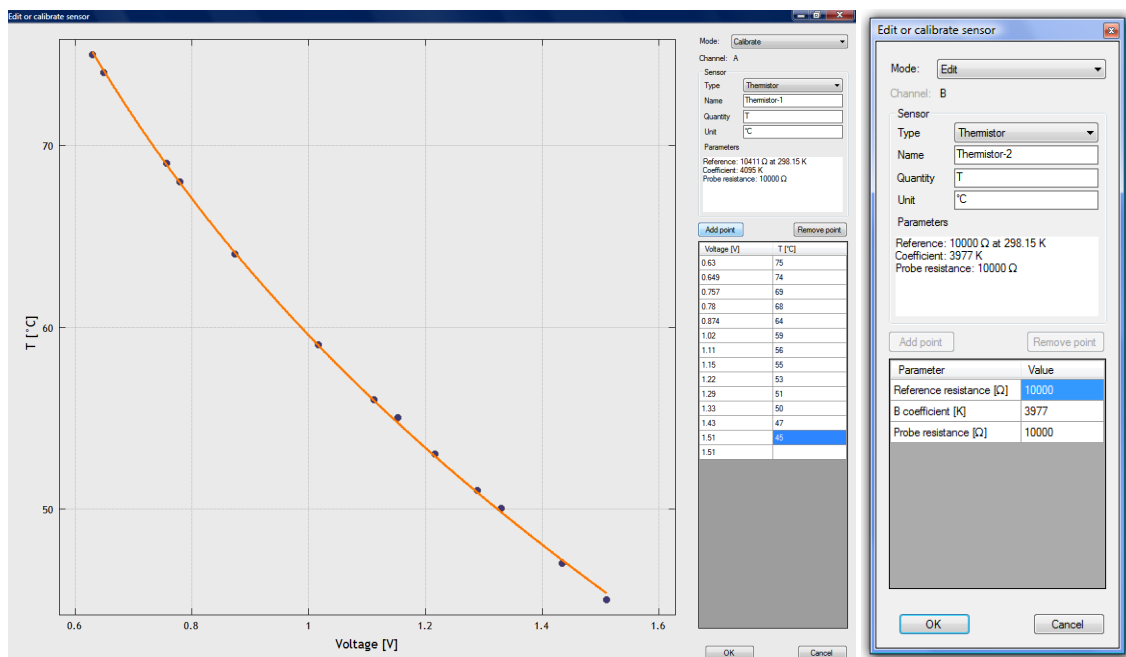 Edit or calibrate sensor
70
60
50
T [°C]
0.6 0.8 1 1.2 1.4 1.6
Voltage [V]
Mode: Calibrate
Channel: A
Sensor
Type Thermistor
Name Thermistor-1
Quantity T
Unit °C
Parameters
Reference: 10411 Ω at 298.15 K
Coefficient: 4095 K
Probe resistance: 10000 Ω
Add point Remove point
Voltage [V] T [°C]
0.63 75
0.649 74
0.757 69
0.78 68
0.874 64
1.02 59
1.11 56
1.15 55
1.22 53
1.29 51
1.33 50
1.43 47
1.51 45
1.51
OK Cancel
Edit or calibrate sensor
Mode: Edit
Channel: B
Sensor
Type Thermistor
Name Thermistor-2
Quantity T
Unit °C
Parameters
Reference: 10000 Ω at 298.15 K
Coefficient: 3977 K
Probe resistance: 10000 Ω
Add point Remove point
Parameter Value
Reference resistance [Ω] 10000
B coefficient [K] 3977
Probe resistance [Ω] 10000
OK Cancel